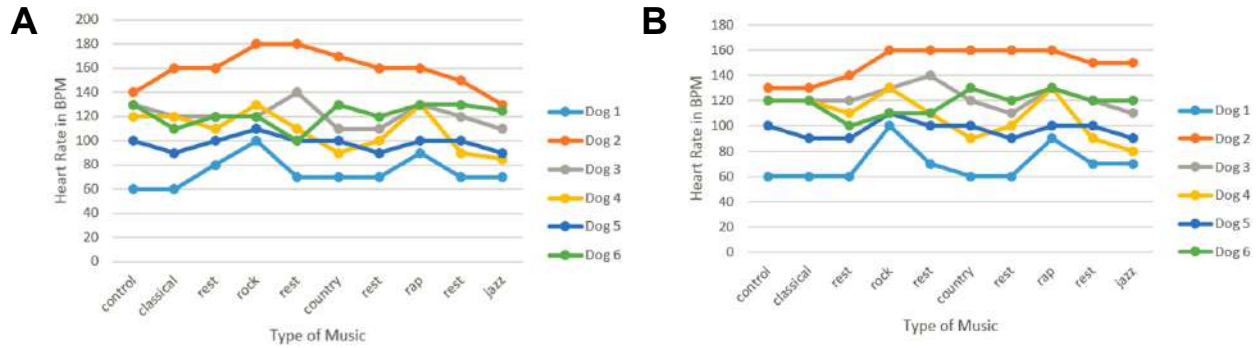 A
200
180
160
140
120
100
80
60
40
20
0
Heart Rate in BPM
control
classical
rest
rock
rest
country
rest
rap
rest
jazz
Type of Music
Dog 1
Dog 2
Dog 3
Dog 4
Dog 5
Dog 6
B
180
160
140
120
100
80
60
40
20
0
Heart Rate in BPM
control
classical
rest
rock
rest
country
rest
rap
rest
jazz
Type of Music
Dog 1
Dog 2
Dog 3
Dog 4
Dog 5
Dog 6